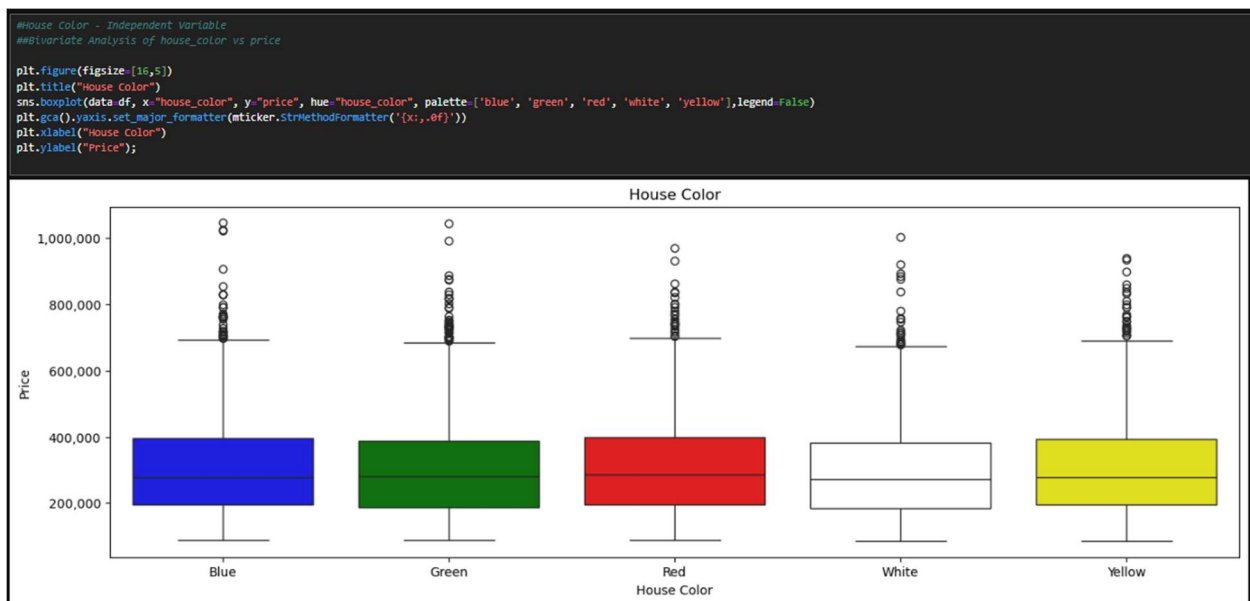 #House Color - Independent Variable
##Bivariate Analysis of house_color vs price
plt.figure(figsize=[16,5])
plt.title("House Color")
sns.boxplot(data=df, x="house_color", y="price", hue="house_color", palette=['blue', 'green', 'red', 'white', 'yellow'],legend=False)
plt.gca().yaxis.set_major_formatter(mticker.StrMethodFormatter('{x:,.0f}'))
plt.xlabel("House Color")
plt.ylabel("Price");
House Color
1,000,000
800,000
600,000
400,000
200,000
Price
Blue Green Red White Yellow
House Color